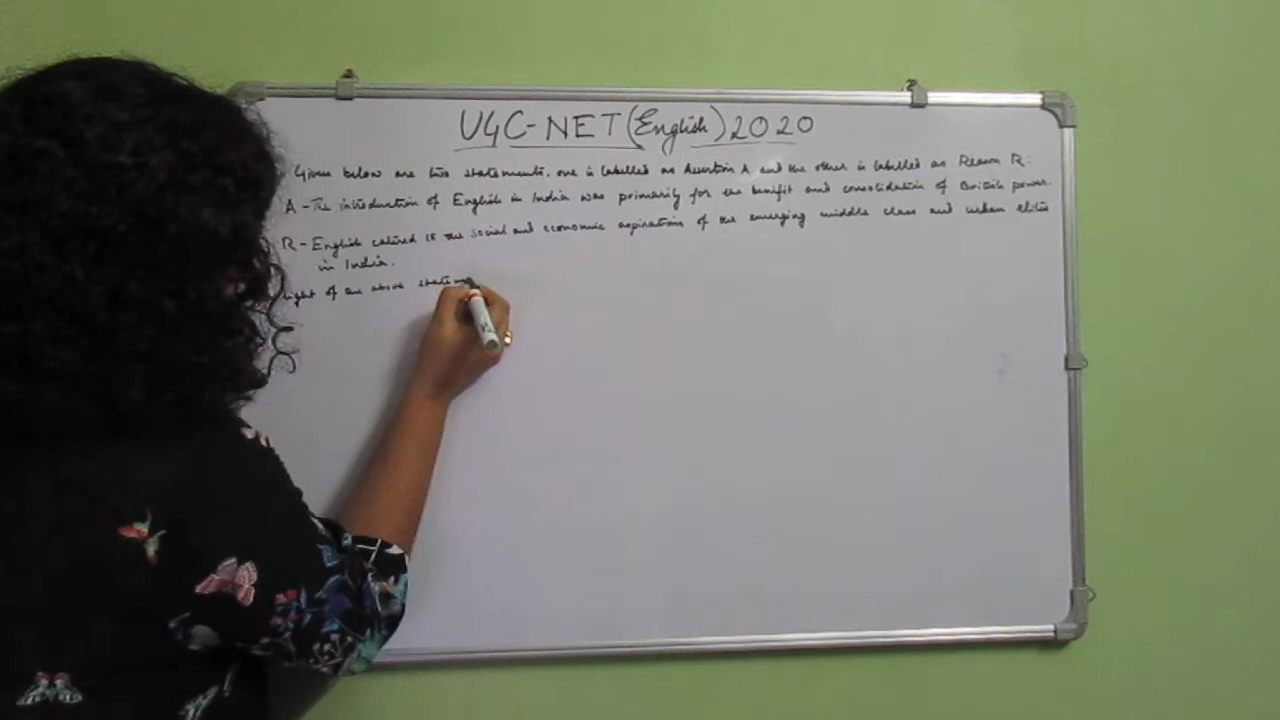 UGC-NET (English) 2020
Given below are two statements, one is labelled as Assertion A and the other is labelled as Reason R:
A - The introduction of English in India was primarily for the benifit and consolidation of British power.
R - English catered to the social and economic aspirations of the emerging middle class and urban elites
in India.
light of the above statem